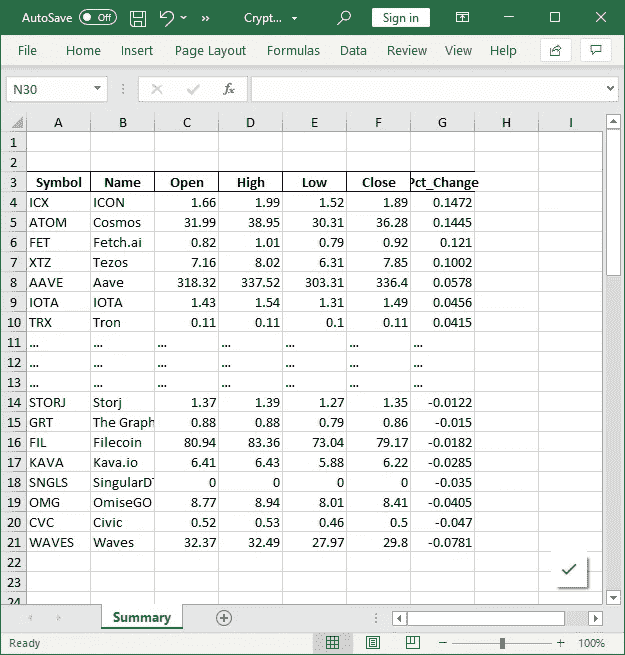 AutoSave Off Crypt... Sign in
File Home Insert Page Layout Formulas Data Review View Help
N30 fx
A B C D E F G H I
1
2
3 Symbol Name Open High Low Close Pct_Change
4 ICX ICON 1.66 1.99 1.52 1.89 0.1472
5 ATOM Cosmos 31.99 38.95 30.31 36.28 0.1445
6 FET Fetch.ai 0.82 1.01 0.79 0.92 0.121
7 XTZ Tezos 7.16 8.02 6.31 7.85 0.1002
8 AAVE Aave 318.32 337.52 303.31 336.4 0.0578
9 IOTA IOTA 1.43 1.54 1.31 1.49 0.0456
10 TRX Tron 0.11 0.11 0.1 0.11 0.0415
11 ... ... ... ... ... ... ...
12 ... ... ... ... ... ... ...
13 ... ... ... ... ... ... ...
14 STORJ Storj 1.37 1.39 1.27 1.35 -0.0122
15 GRT The Graph 0.88 0.88 0.79 0.86 -0.015
16 FIL Filecoin 80.94 83.36 73.04 79.17 -0.0182
17 KAVA Kava.io 6.41 6.43 5.88 6.22 -0.0285
18 SNGLS SingularD 0 0 0 0 -0.035
19 OMG OmiseGO 8.77 8.94 8.01 8.41 -0.0405
20 CVC Civic 0.52 0.53 0.46 0.5 -0.047
21 WAVES Waves 32.37 32.49 27.97 29.8 -0.0781
22
23
24
Summary
Ready 100%